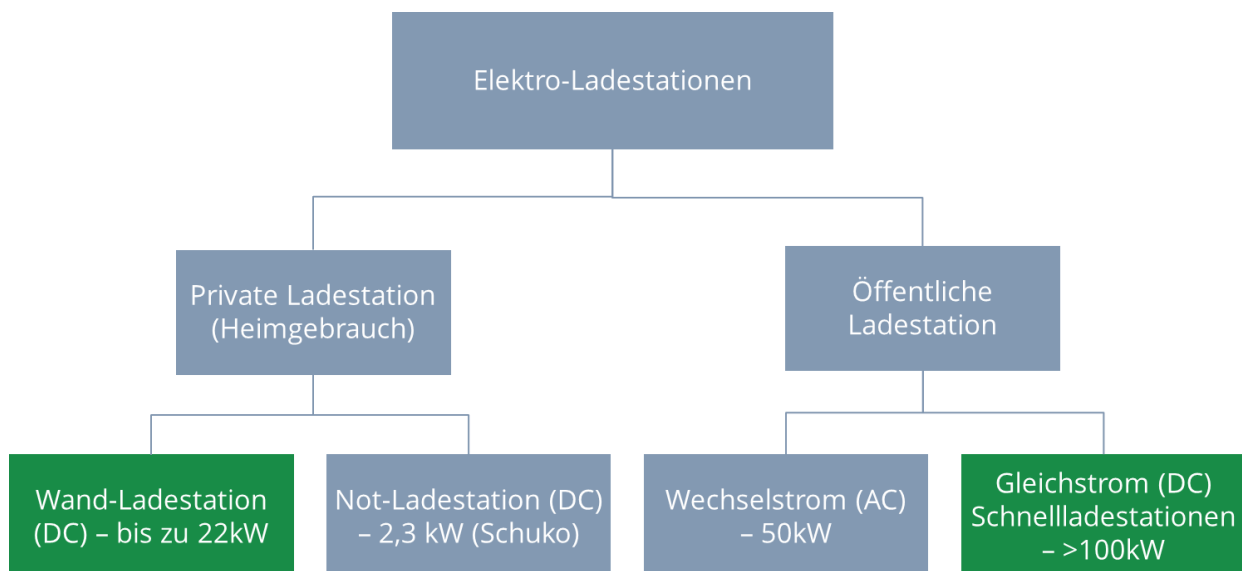 Elektro-Ladestationen
Private Ladestation
(Heimgebrauch)
Öffentliche
Ladestation
Wand-Ladestation
(DC) – bis zu 22kW
Not-Ladestation (DC)
– 2,3 kW (Schuko)
Wechselstrom (AC)
– 50kW
Gleichstrom (DC)
Schnellladestationen
– >100kW